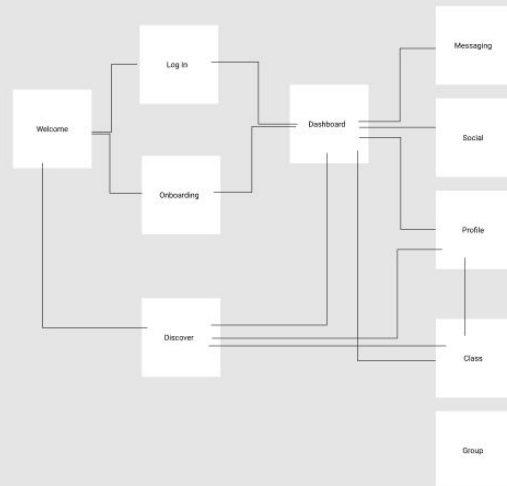 Welcome
Log In
Onboarding
Discover
Dashboard
Messaging
Social
Profile
Class
Group